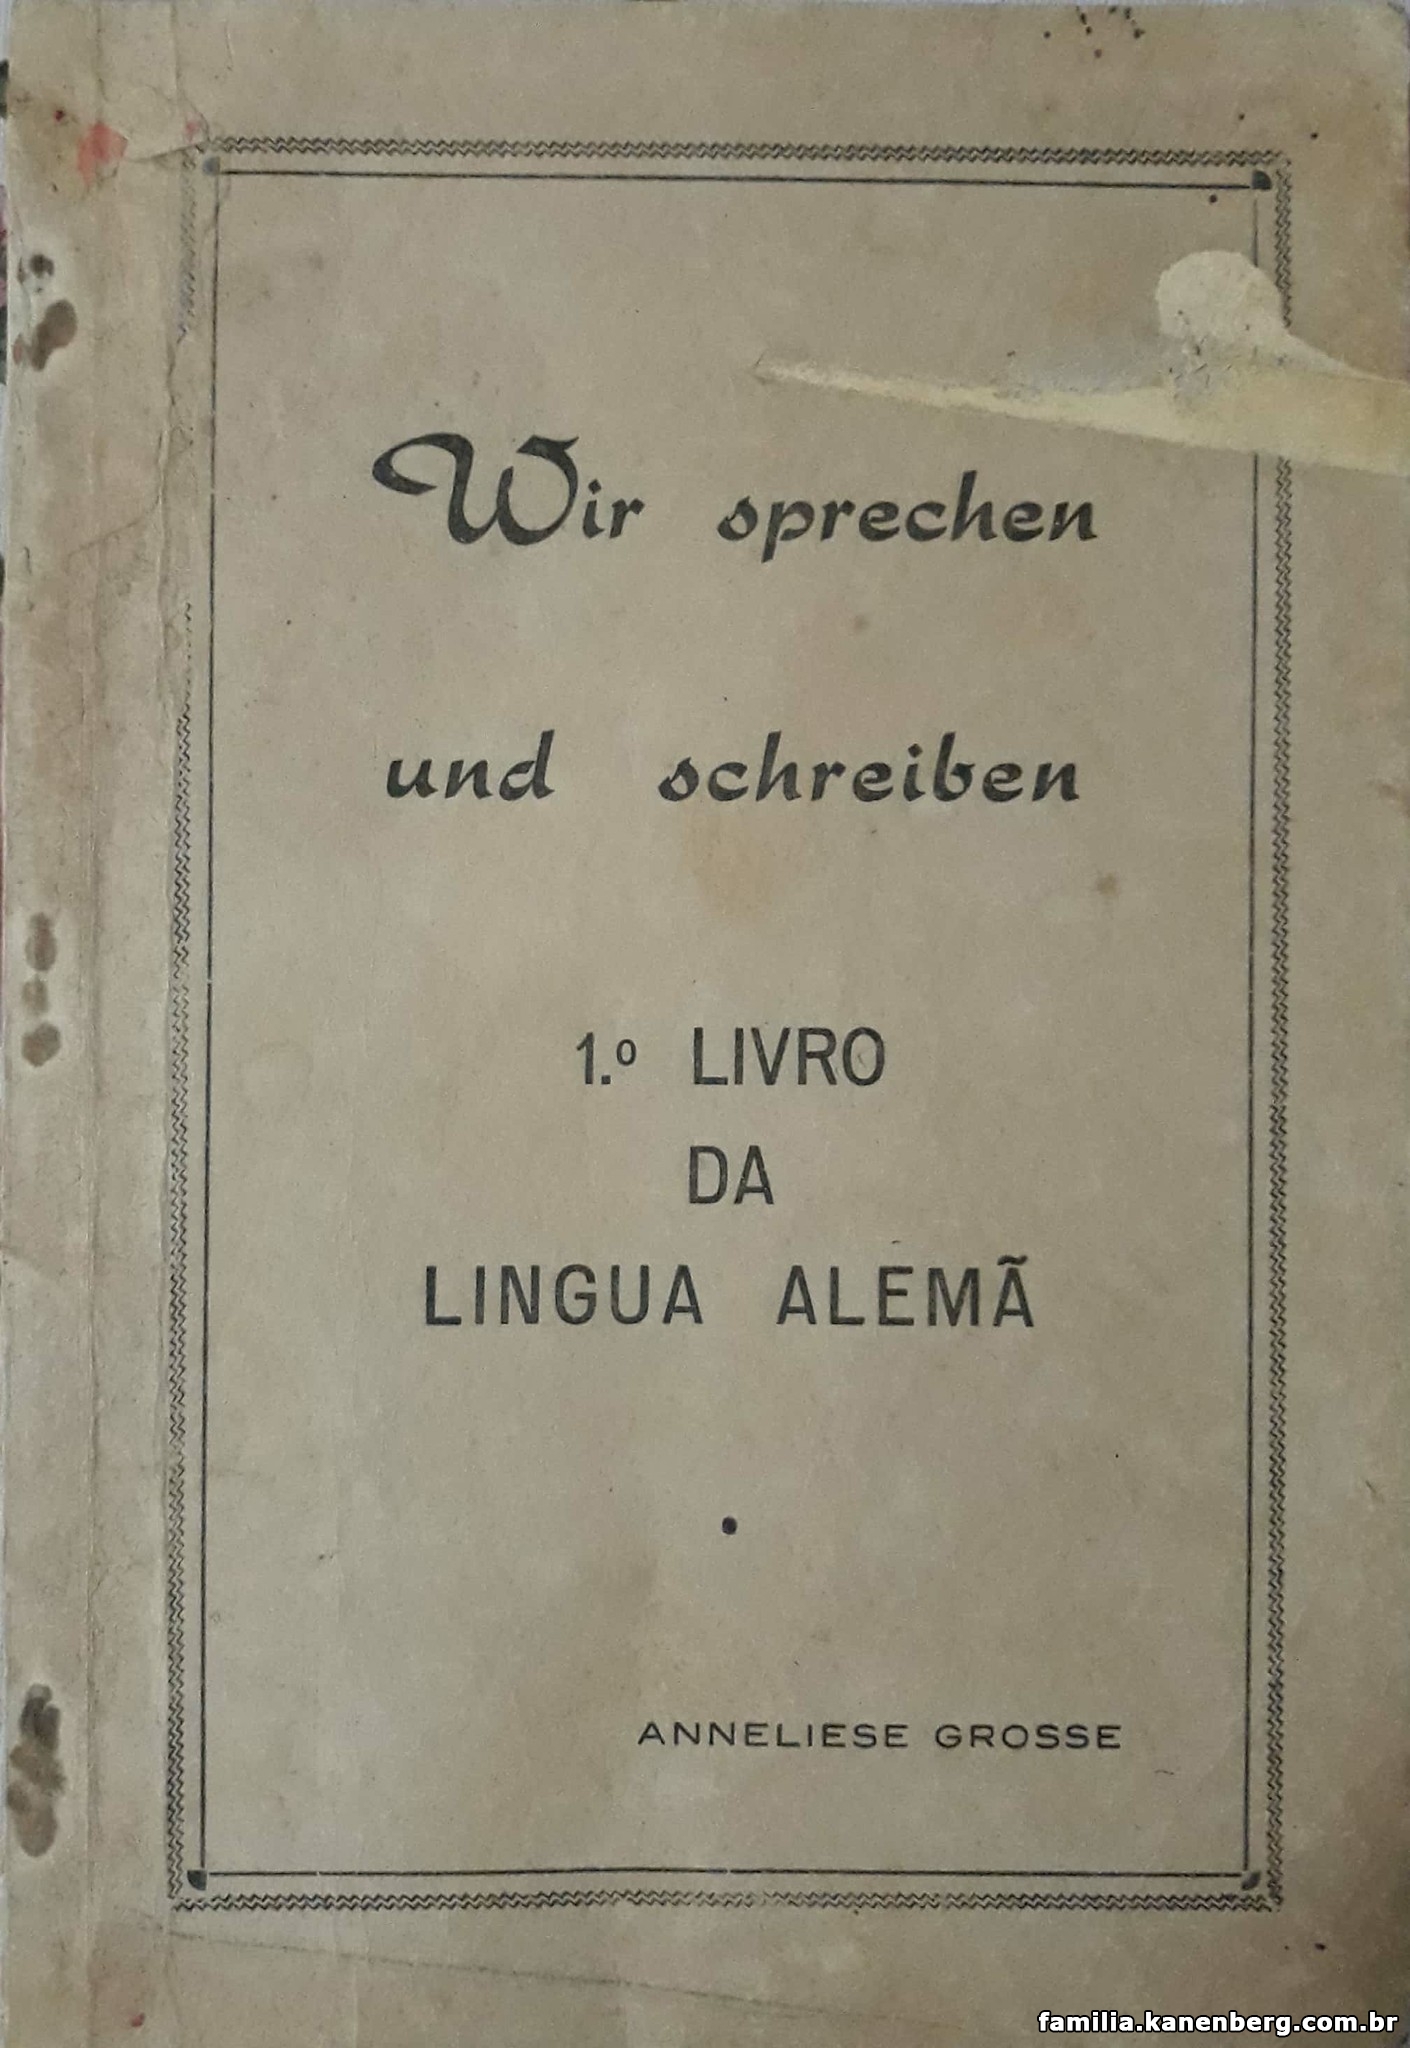 Wir sprechen
und schreiben
1.º LIVRO
DA
LINGUA ALEMÃ
•
ANNELIESE GROSSE
familia.kanenberg.com.br